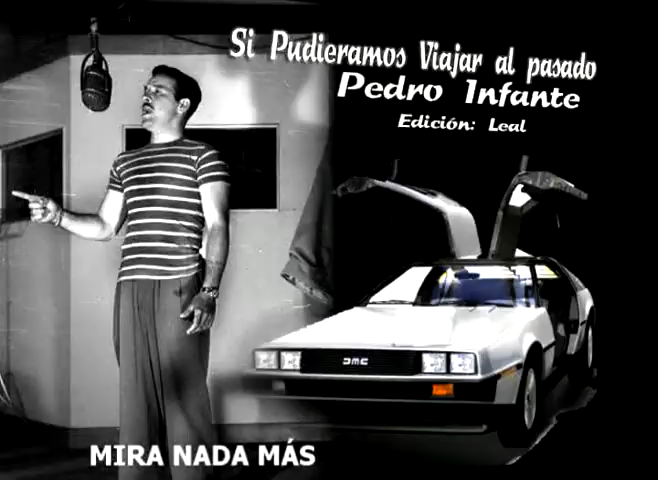 Si Pudieramos Viajar al pasado
Pedro Infante
Edición: Leal
DMC
MIRA NADA MÁS